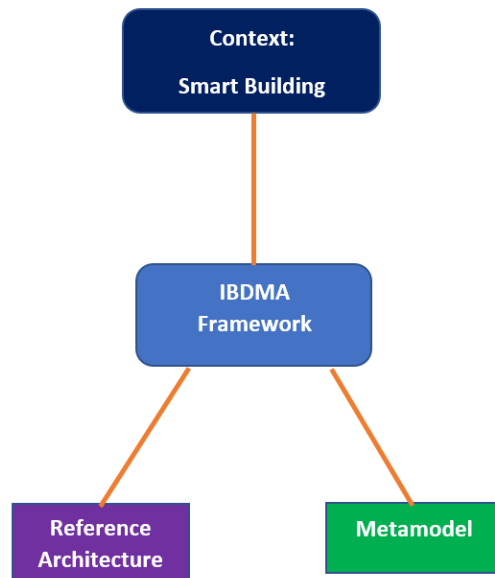 Context:
Smart Building
IBDMA
Framework
Reference
Architecture
Metamodel